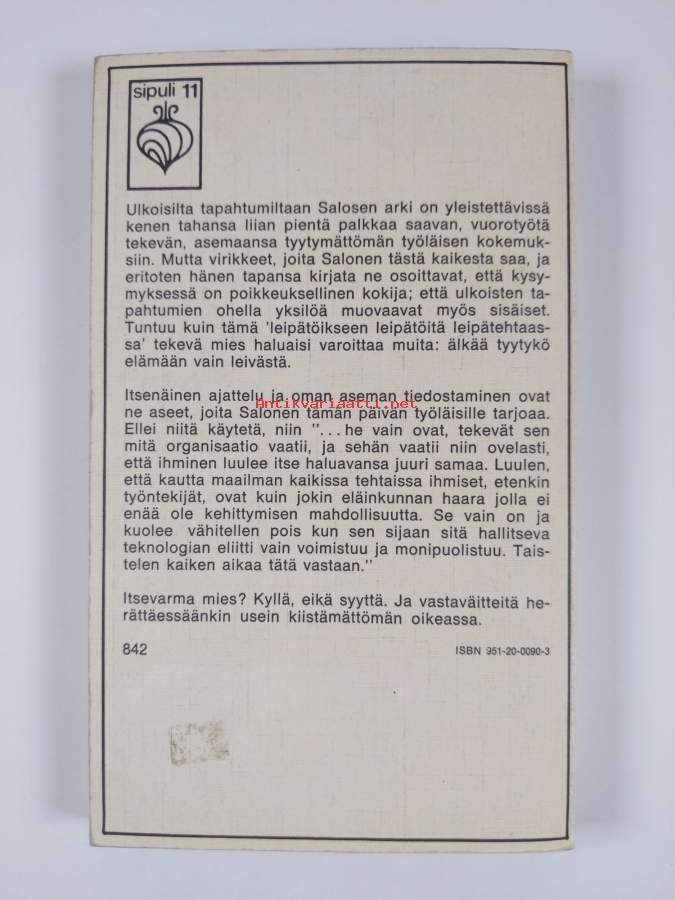 sipuli 11
Ulkoisilta tapahtumiltaan Salosen arki on yleistettävissä
kenen tahansa liian pientä palkkaa saavan, vuorotyötä
tekevän, asemaansa tyytymättömän työläisen kokemuk-
siin. Mutta virikkeet, joita Salonen tästä kaikesta saa, ja
eritoten hänen tapansa kirjata ne osoittavat, että kysy-
myksessä on poikkeuksellinen kokija; että ulkoisten ta-
pahtumien ohella yksilöä muovaavat myös sisäiset.
Tuntuu kuin tämä 'leipätöikseen leipätöitä leipätehtaas-
sa' tekevä mies haluaisi varoittaa muita: älkää tyytykö
elämään vain leivästä.
Itsenäinen ajattelu ja oman aseman tiedostaminen ovat
Antikvariaatti.net
ne aseet, joita Salonen tämän päivän työläisille tarjoaa.
Ellei niitä käytetä, niin "...he vain ovat, tekevät sen
mitä organisaatio vaatii, ja sehän vaatii niin ovelasti,
että ihminen luulee itse haluavansa juuri samaa. Luulen,
että kautta maailman kaikissa tehtaissa ihmiset, etenkin
työntekijät, ovat kuin jokin eläinkunnan haara jolla ei
enää ole kehittymisen mahdollisuutta. Se vain on ja
kuolee vähitellen pois kun sen sijaan sitä hallitseva
teknologian eliitti vain voimistuu ja monipuolistuu. Tais-
telen kaiken aikaa tätä vastaan."
Itsevarma mies? Kyllä, eikä syyttä. Ja vastaväitteitä he-
rättäessäänkin usein kiistämättömän oikeassa.
842 ISBN 951-20-0090-3